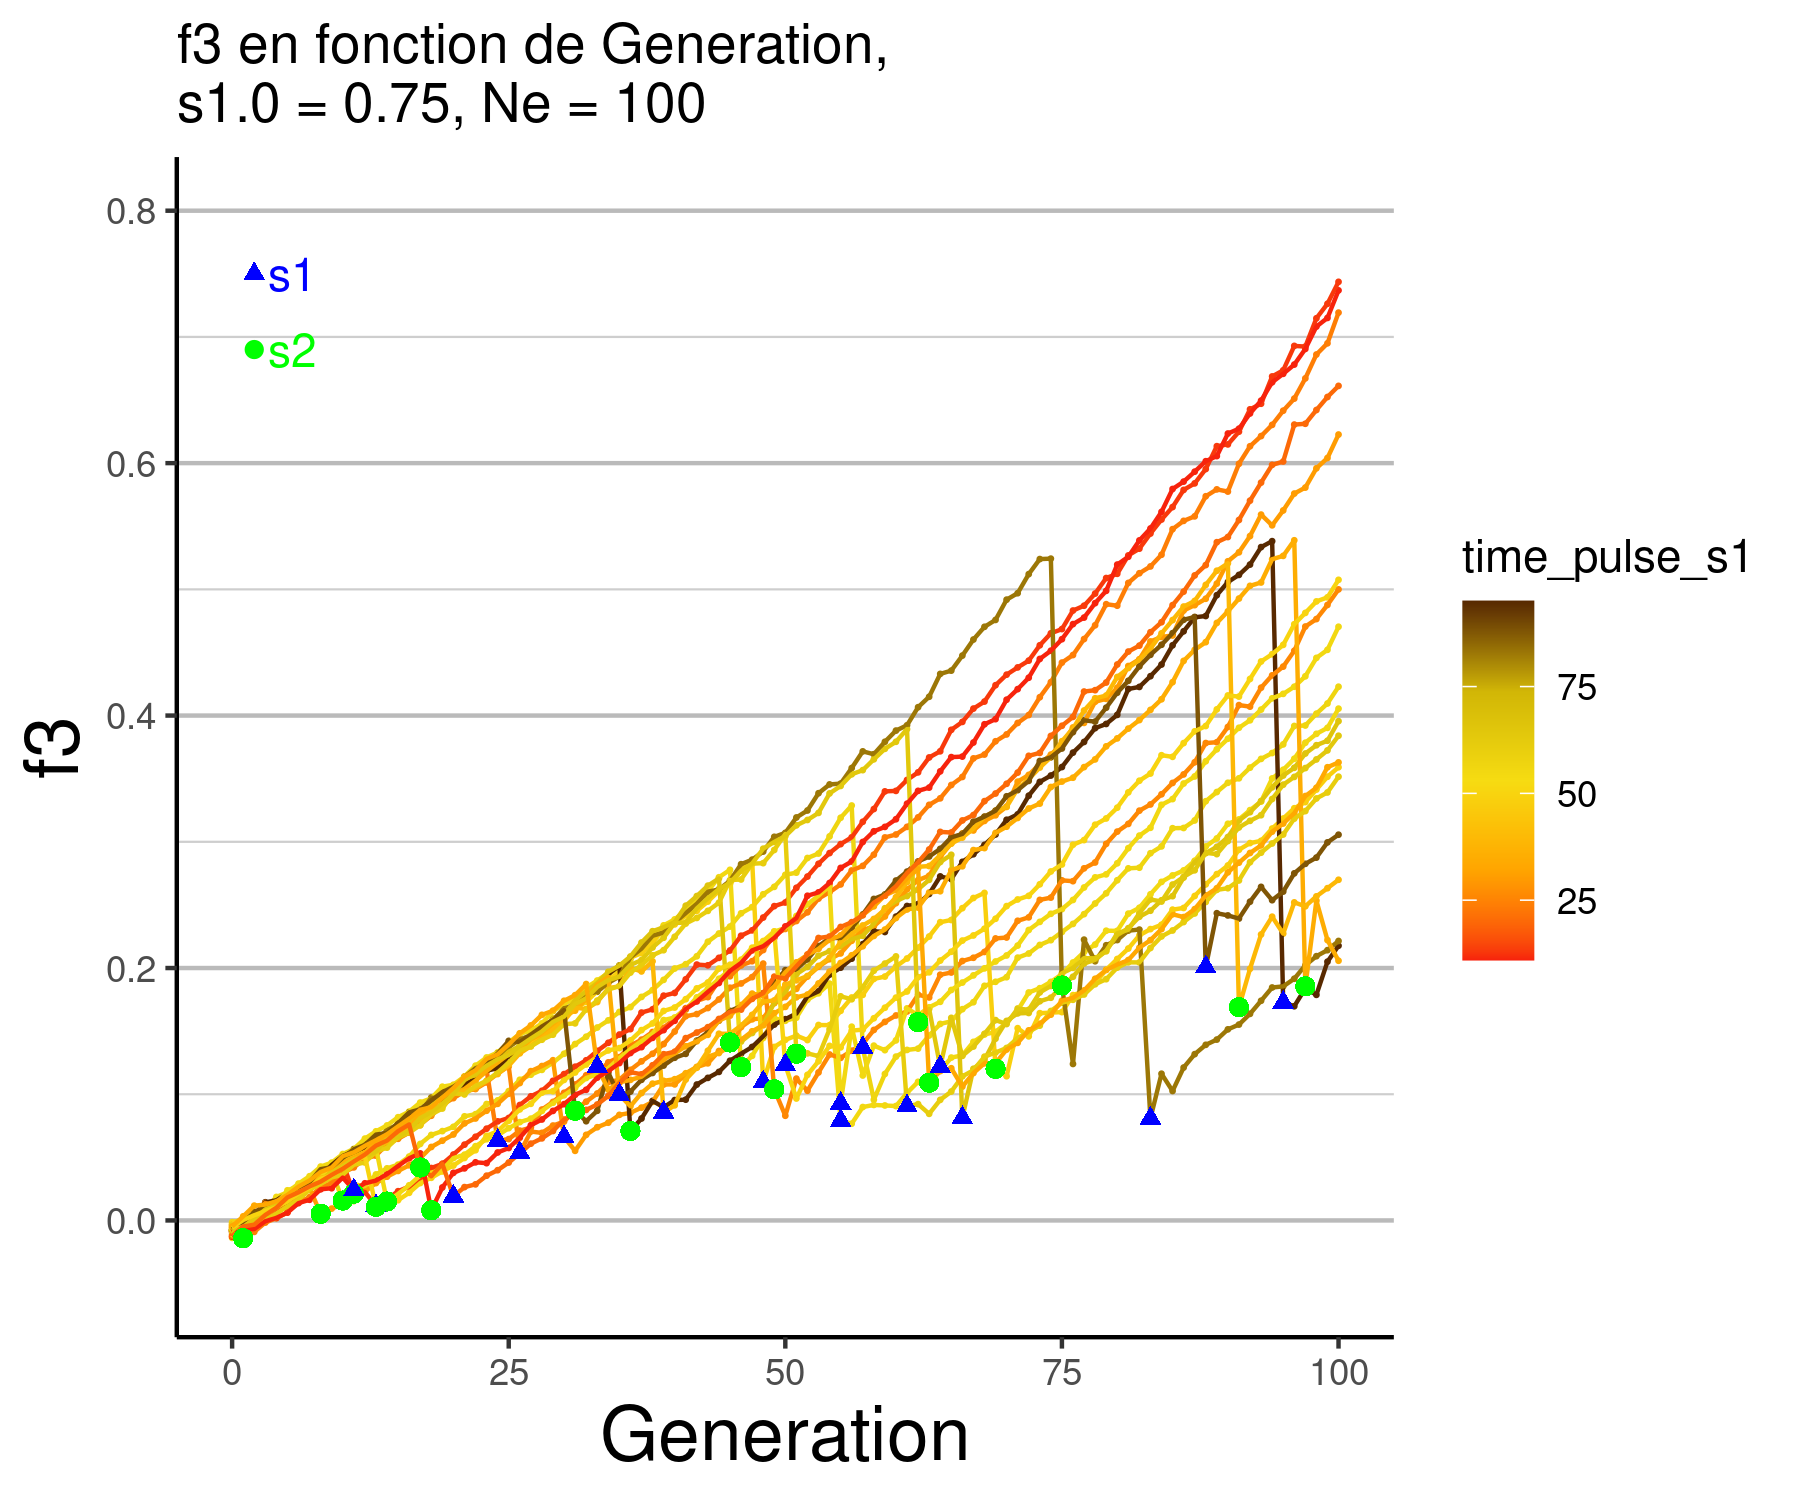 f3 en fonction de Generation,
s1.0 = 0.75, Ne = 100
0.8
0.6
0.4
0.2
0.0
f3
s1
s2
0
25
50
75
100
Generation
time_pulse_s1
75
50
25